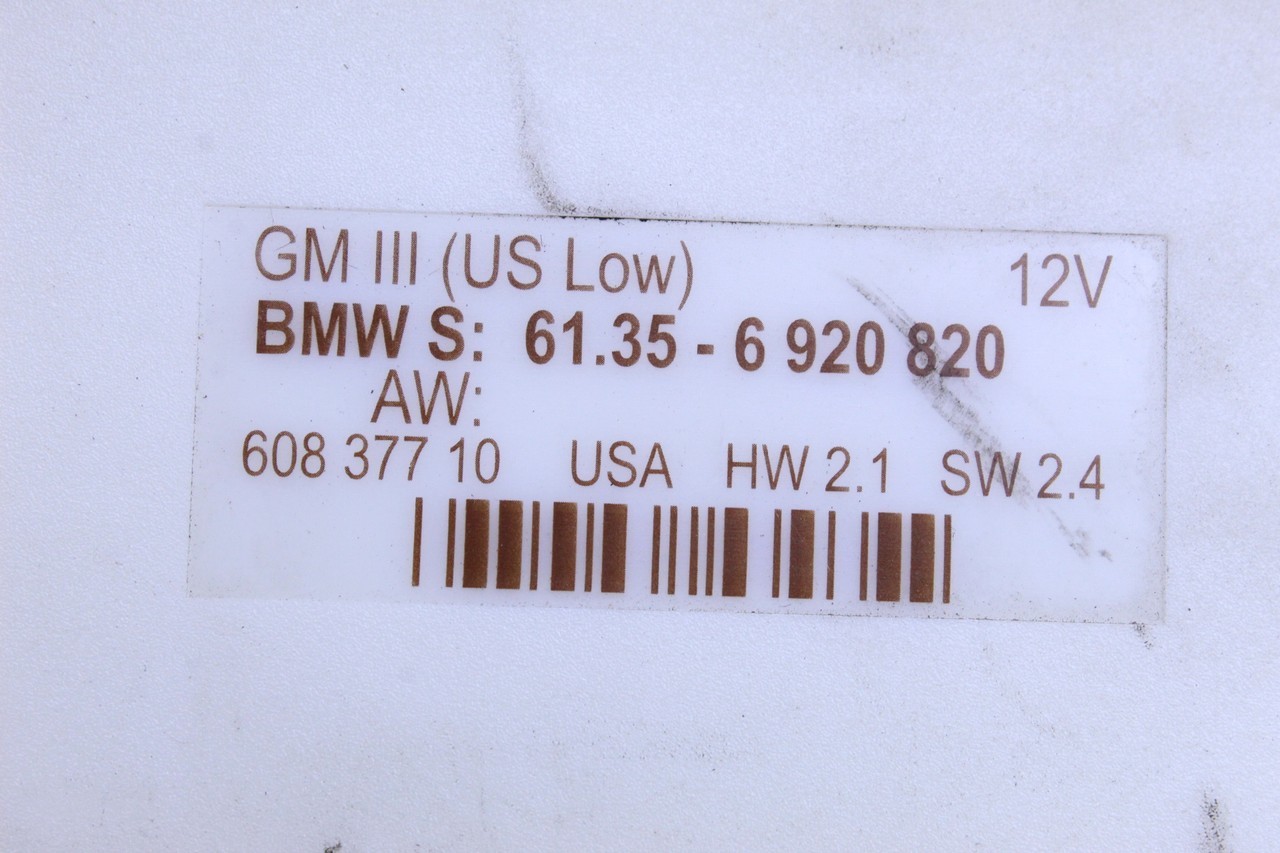 GM III (US Low) 12V
BMW S: 61.35 - 6 920 820
AW:
608 377 10 USA HW 2.1 SW 2.4